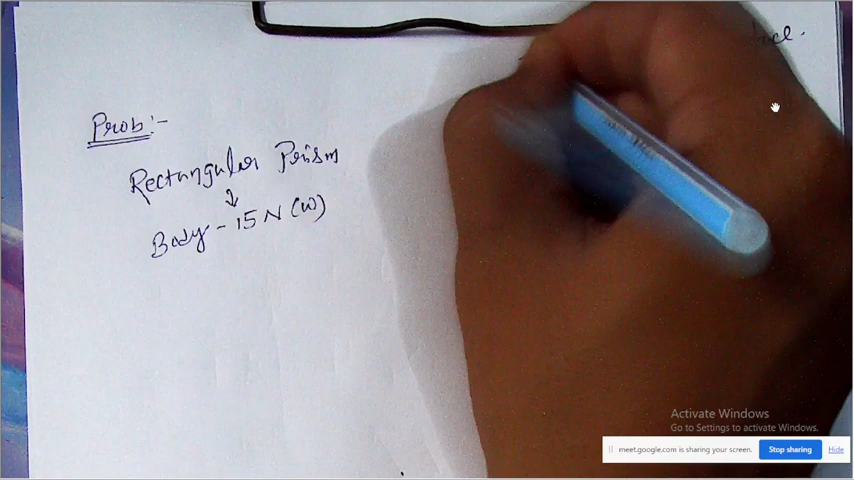 Prob:-
Rectangular Prism
↓
Body - 15 N (W)
Activate Windows
Go to Settings to activate Windows.
meet.google.com is sharing your screen. Stop sharing Hide